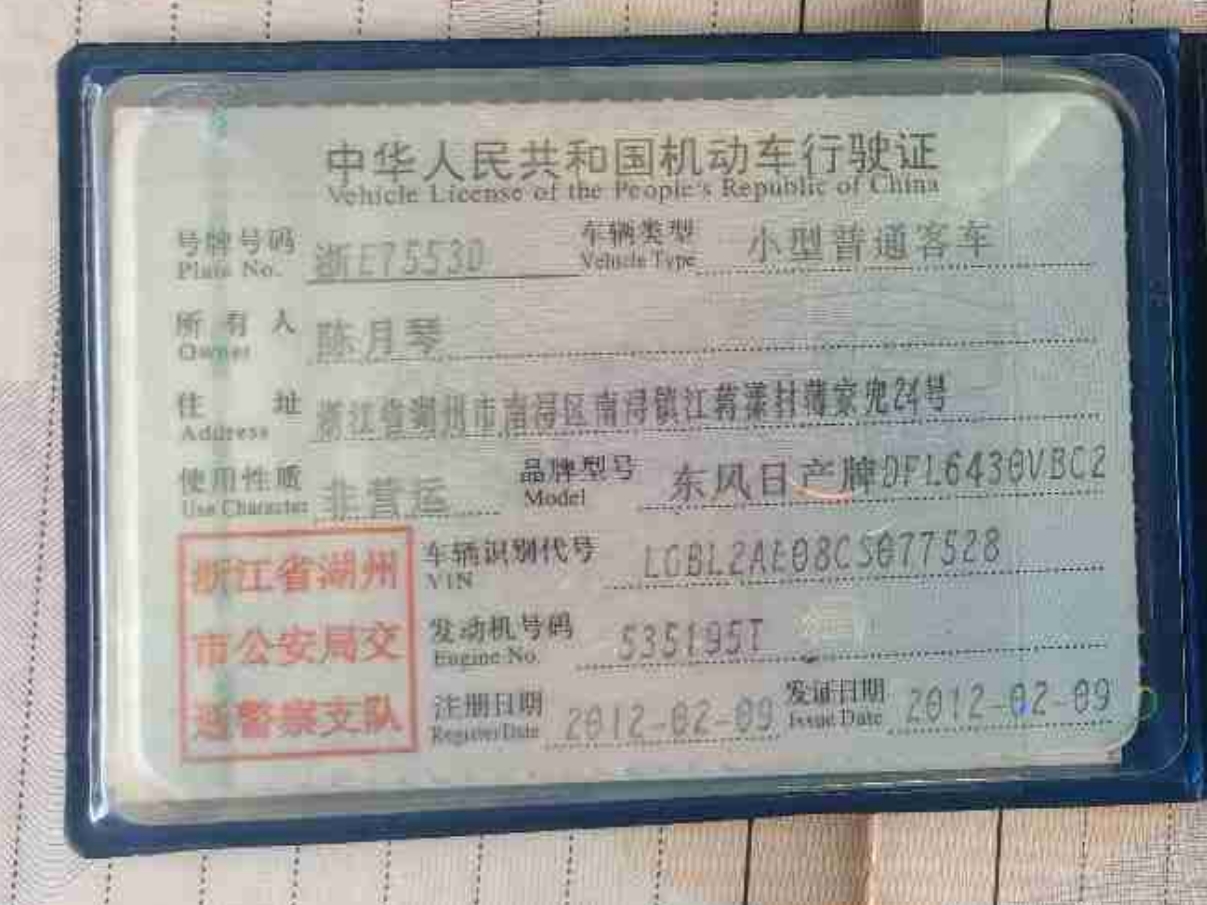 中华人民共和国机动车行驶证
Vehicle License of the People's Republic of China
号牌号码 浙E75530 车辆类型 小型普通客车
Plate No. Vehicle Type
所有人 陈月琴
Owner
住址 浙江省湖州市南浔区南浔镇江蒋漾村薄家兜24号
Address
使用性质 非营运 品牌型号 东风日产牌DFL6430VBC2
Use Character Model
浙江省湖州
市公安局交
通警察支队
车辆识别代号 LGBL2AE08CS077528
VIN
发动机号码 535195T
Engine No.
注册日期 2012-02-09 发证日期 2012-02-09
Register Date Issue Date